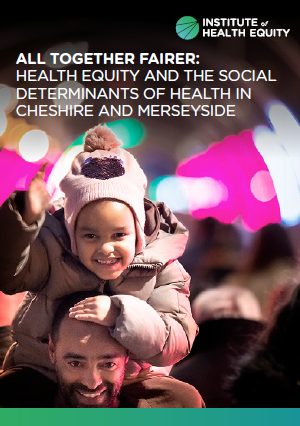 INSTITUTE of
HEALTH EQUITY
ALL TOGETHER FAIRER:
HEALTH EQUITY AND THE SOCIAL
DETERMINANTS OF HEALTH IN
CHESHIRE AND MERSEYSIDE